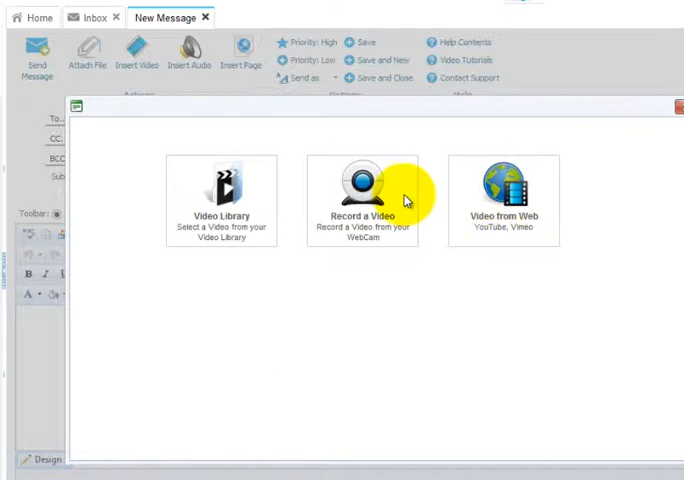 Home
Inbox
New Message
Send Message
Attach File
Insert Video
Insert Audio
Insert Page
Priority: High
Priority: Low
Send as
Save
Save and New
Save and Close
Help Contents
Video Tutorials
Contact Support
To..
CC.
BCC
Sub
Toolbar:
B I U
A
Video Library
Select a Video from your
Video Library
Record a Video
Record a Video from your
WebCam
Video from Web
YouTube, Vimeo
Design